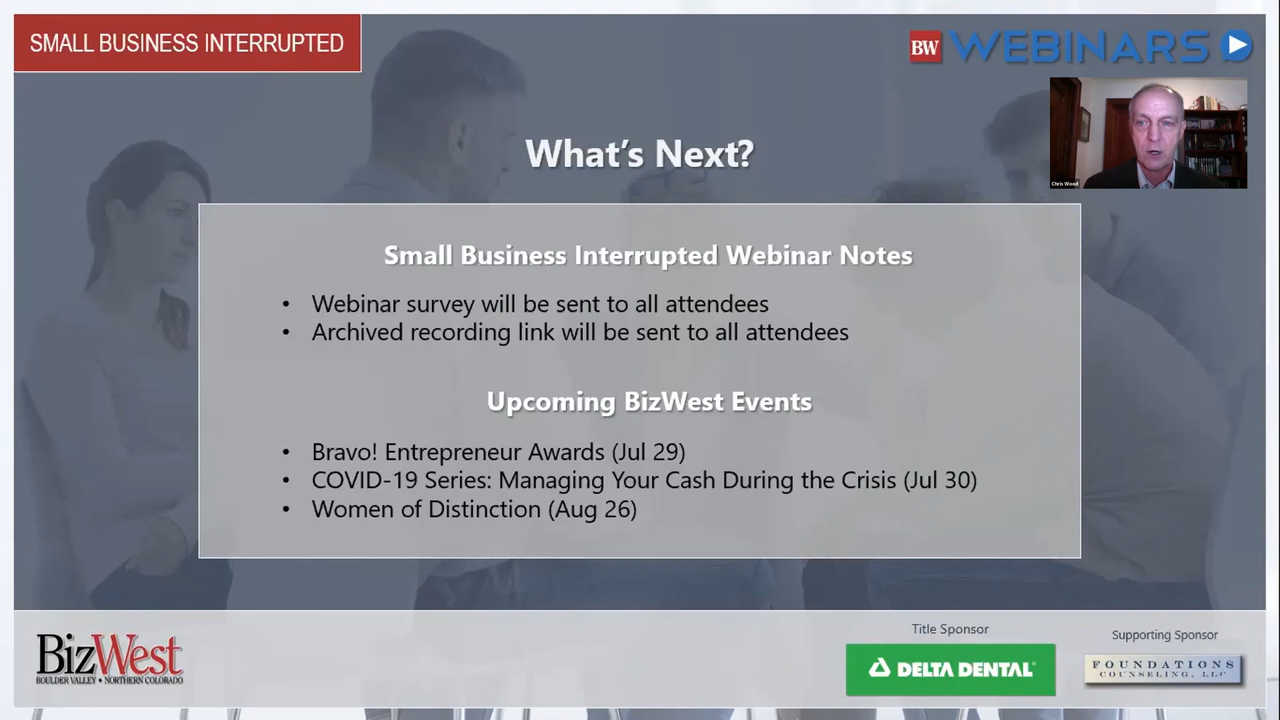 SMALL BUSINESS INTERRUPTED
BW WEBINARS
Chris Wood
What's Next?
Small Business Interrupted Webinar Notes
• Webinar survey will be sent to all attendees
• Archived recording link will be sent to all attendees
Upcoming BizWest Events
• Bravo! Entrepreneur Awards (Jul 29)
• COVID-19 Series: Managing Your Cash During the Crisis (Jul 30)
• Women of Distinction (Aug 26)
BizWest
BOULDER VALLEY • NORTHERN COLORADO
Title Sponsor
DELTA DENTAL
Supporting Sponsor
FOUNDATIONS
COUNSELING, LLC